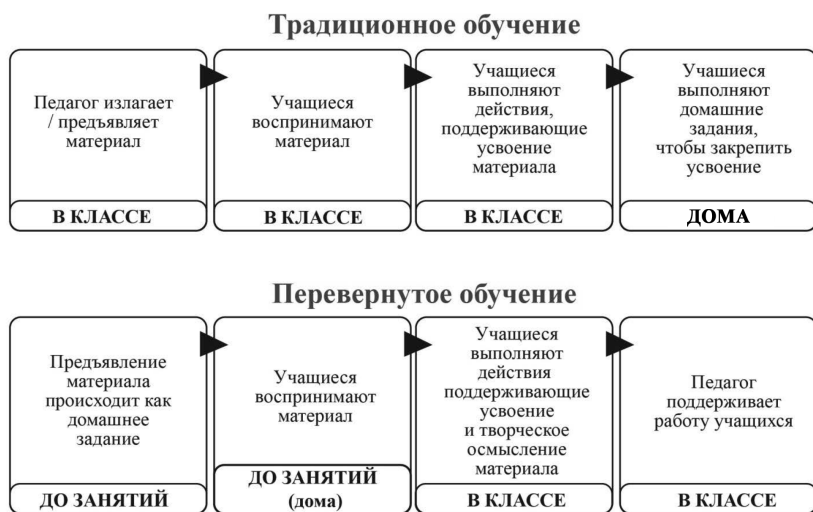 Традиционное обучение
Педагог излагает
/ предъявляет
материал
В КЛАССЕ
Учащиеся
воспринимают
материал
В КЛАССЕ
Учащиеся
выполняют
действия,
поддерживающие
усвоение
материала
В КЛАССЕ
Учашиеся
выполняют
домашние
задания,
чтобы закрепить
усвоение
ДОМА
Перевернутое обучение
Предъявление
материала
происходит как
домашнее
задание
ДО ЗАНЯТИЙ
Учащиеся
воспринимают
материал
ДО ЗАНЯТИЙ
(дома)
Учащиеся
выполняют
действия
поддерживающие
усвоение
и творческое
осмысление
материала
В КЛАССЕ
Педагог
поддерживает
работу учащихся
В КЛАССЕ